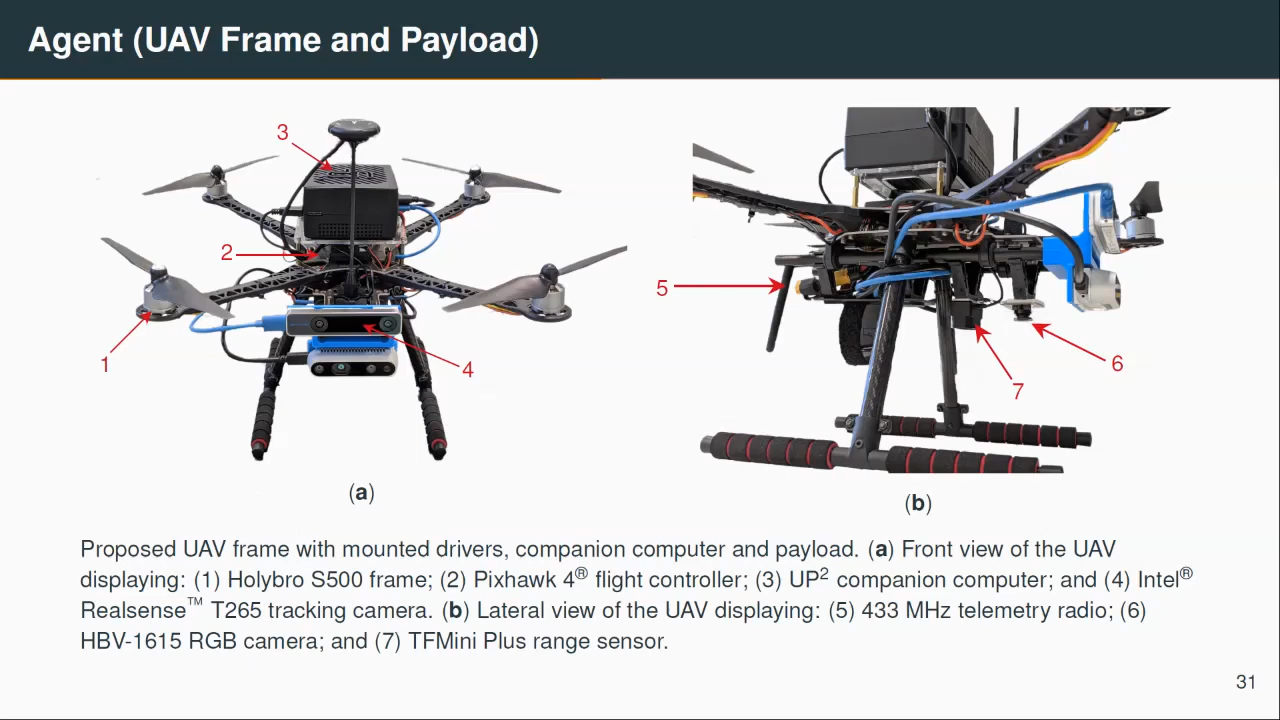 Agent (UAV Frame and Payload)
3
2
1
4
5
6
7
(a)
(b)
Proposed UAV frame with mounted drivers, companion computer and payload. (a) Front view of the UAV
displaying: (1) Holybro S500 frame; (2) Pixhawk 4® flight controller; (3) UP² companion computer; and (4) Intel®
Realsense™ T265 tracking camera. (b) Lateral view of the UAV displaying: (5) 433 MHz telemetry radio; (6)
HBV-1615 RGB camera; and (7) TFMini Plus range sensor.
31